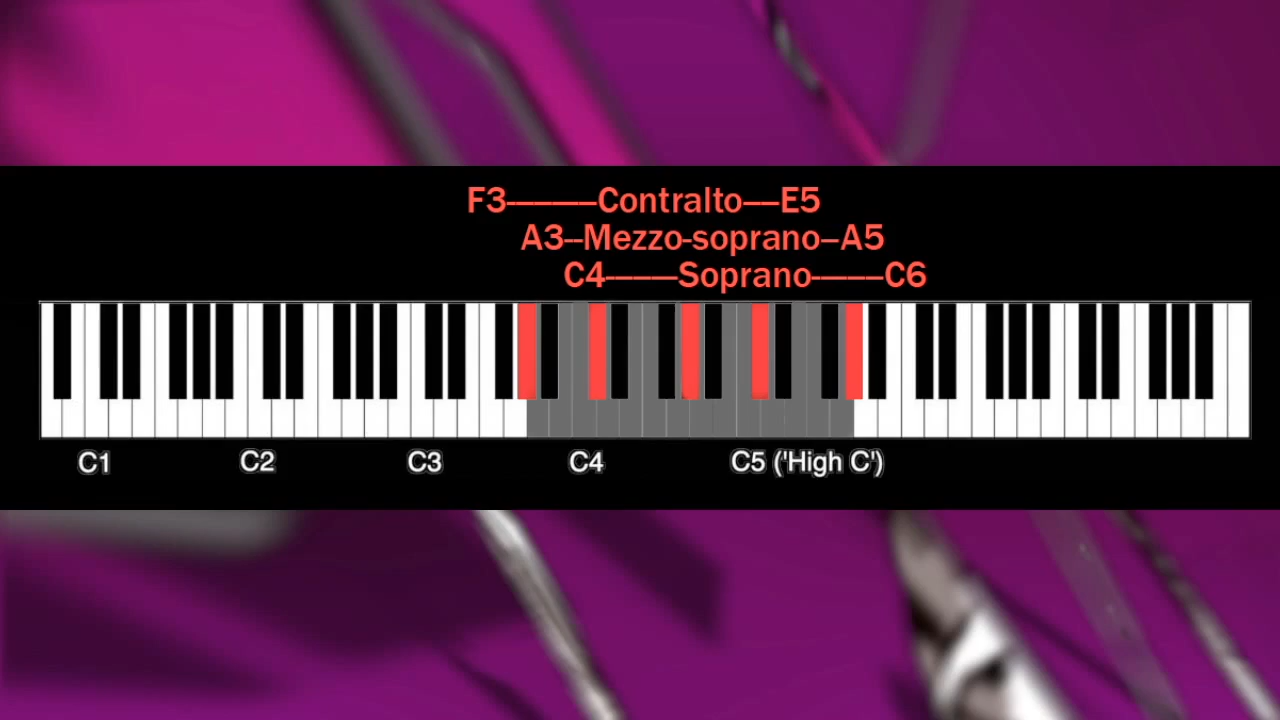 F3-----Contralto--E5
A3--Mezzo-soprano--A5
C4----Soprano----C6
C1 C2 C3 C4 C5 ('High C')